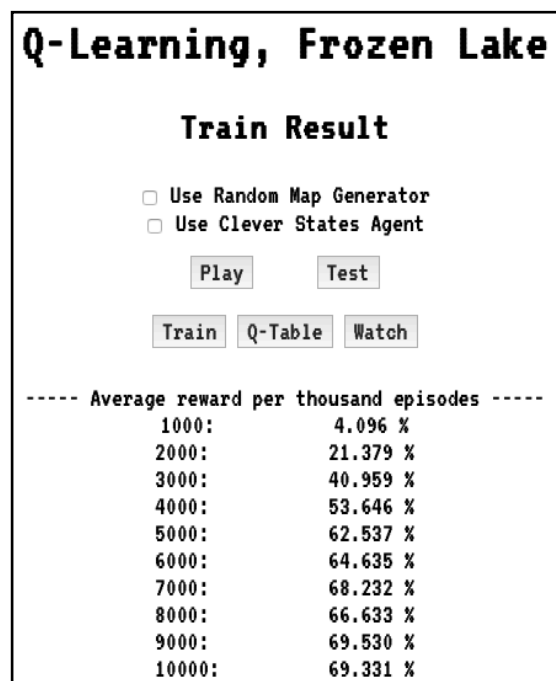 Q-Learning, Frozen Lake
Train Result
Use Random Map Generator
Use Clever States Agent
Play Test
Train Q-Table Watch
----- Average reward per thousand episodes -----
1000: 4.096 %
2000: 21.379 %
3000: 40.959 %
4000: 53.646 %
5000: 62.537 %
6000: 64.635 %
7000: 68.232 %
8000: 66.633 %
9000: 69.530 %
10000: 69.331 %